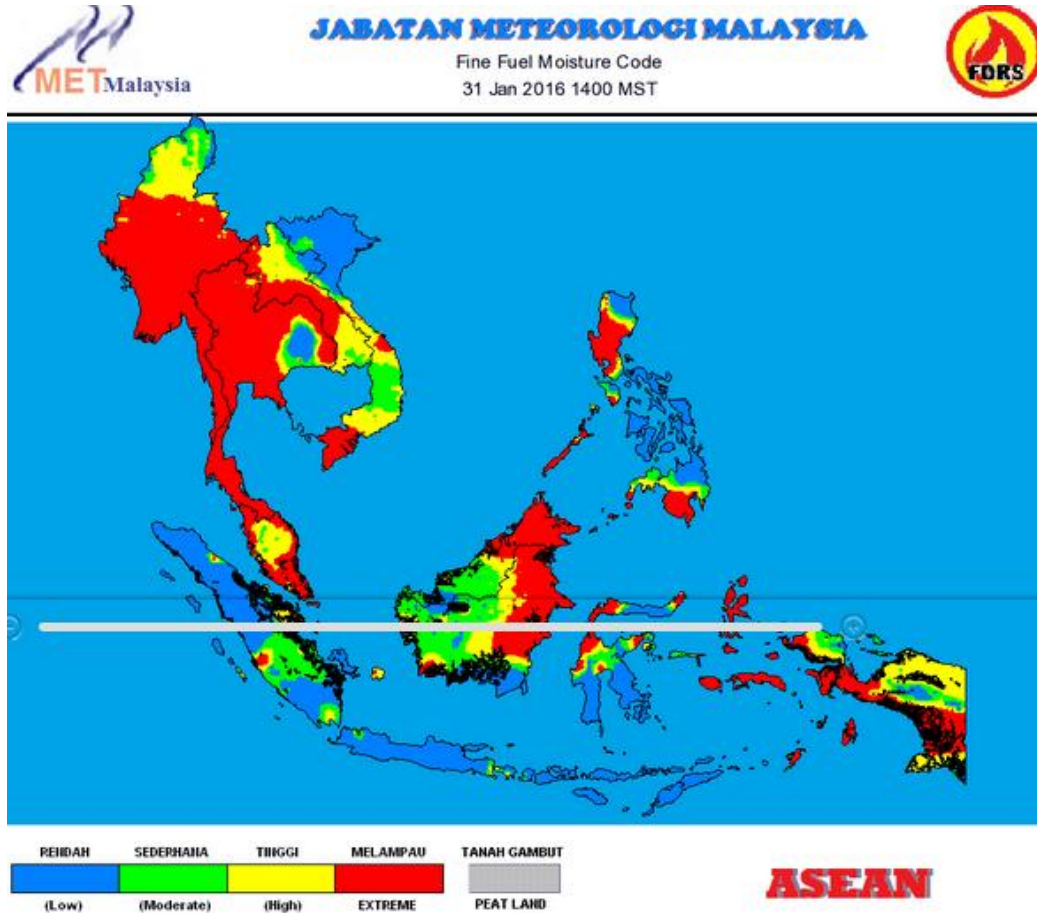 METMalaysia
JABATAN METEOROLOGI MALAYSIA
Fine Fuel Moisture Code
31 Jan 2016 1400 MST
FDRS
RENDAH SEDERHANA TINGGI MELAMPAU TANAH GAMBUT
(Low) (Moderate) (High) EXTREME PEAT LAND
ASEAN